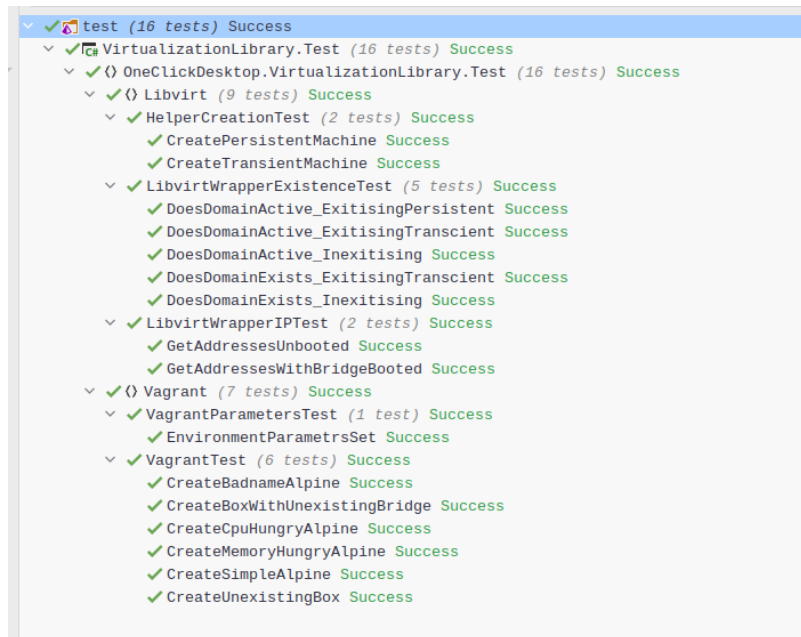 test (16 tests) Success
C# VirtualizationLibrary.Test (16 tests) Success
{} OneClickDesktop.VirtualizationLibrary.Test (16 tests) Success
{} Libvirt (9 tests) Success
HelperCreationTest (2 tests) Success
CreatePersistentMachine Success
CreateTransientMachine Success
LibvirtWrapperExistenceTest (5 tests) Success
DoesDomainActive_ExitisingPersistent Success
DoesDomainActive_ExitisingTranscient Success
DoesDomainActive_Inexitising Success
DoesDomainExists_ExitisingTranscient Success
DoesDomainExists_Inexitising Success
LibvirtWrapperIPTest (2 tests) Success
GetAddressesUnbooted Success
GetAddressesWithBridgeBooted Success
{} Vagrant (7 tests) Success
VagrantParametersTest (1 test) Success
EnvironmentParametrsSet Success
VagrantTest (6 tests) Success
CreateBadnameAlpine Success
CreateBoxWithUnexistingBridge Success
CreateCpuHungryAlpine Success
CreateMemoryHungryAlpine Success
CreateSimpleAlpine Success
CreateUnexistingBox Success